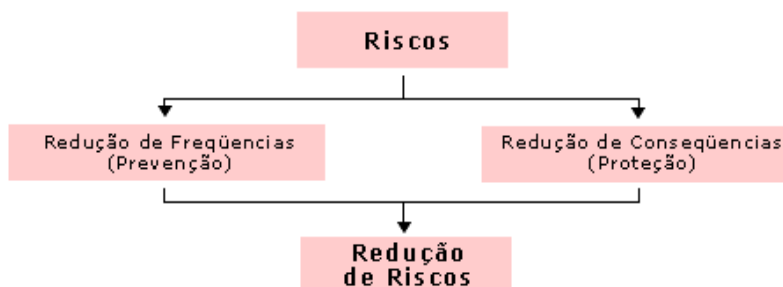 Riscos
Redução de Freqüencias
(Prevenção)
Redução de Conseqüencias
(Proteção)
Redução
de Riscos